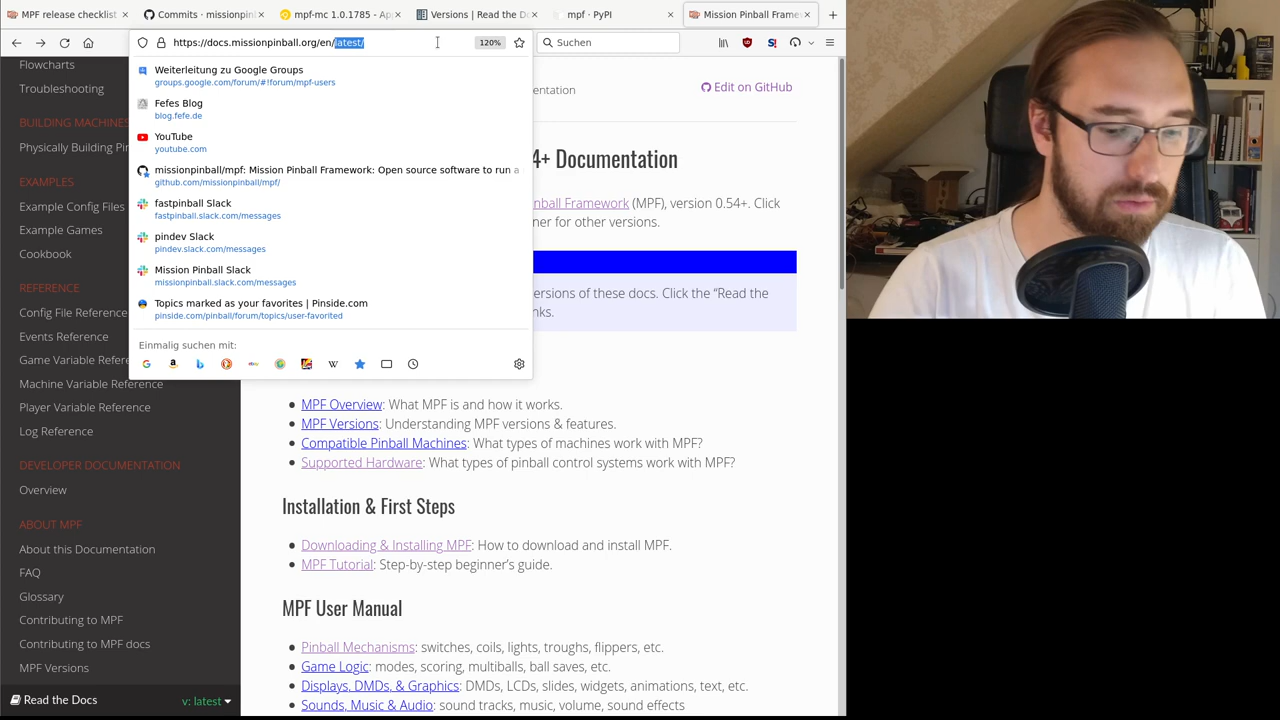 MPF release checklist
Commits · missionpinl
mpf-mc 1.0.1785 - Ap
Versions | Read the Do
mpf · PyPI
Mission Pinball Frame
https://docs.missionpinball.org/en/latest/
120%
Suchen
Weiterleitung zu Google Groups
groups.google.com/forum/#!forum/mpf-users
Fefes Blog
blog.fefe.de
YouTube
youtube.com
missionpinball/mpf: Mission Pinball Framework: Open source software to run a
github.com/missionpinball/mpf/
fastpinball Slack
fastpinball.slack.com/messages
pindev Slack
pindev.slack.com/messages
Mission Pinball Slack
missionpinball.slack.com/messages
Topics marked as your favorites | Pinside.com
pinside.com/pinball/forum/topics/user-favorited
Einmalig suchen mit:
Flowcharts
Troubleshooting
BUILDING MACHINES
Physically Building Pin
EXAMPLES
Example Config Files
Example Games
Cookbook
REFERENCE
Config File Reference
Events Reference
Game Variable Refere
Machine Variable Reference
Player Variable Reference
Log Reference
DEVELOPER DOCUMENTATION
Overview
ABOUT MPF
About this Documentation
FAQ
Glossary
Contributing to MPF
Contributing to MPF docs
MPF Versions
Read the Docs
v: latest
entation
Edit on GitHub
4+ Documentation
nball Framework (MPF), version 0.54+. Click
ner for other versions.
ersions of these docs. Click the “Read the
nks.
MPF Overview: What MPF is and how it works.
MPF Versions: Understanding MPF versions & features.
Compatible Pinball Machines: What types of machines work with MPF?
Supported Hardware: What types of pinball control systems work with MPF?
Installation & First Steps
Downloading & Installing MPF: How to download and install MPF.
MPF Tutorial: Step-by-step beginner’s guide.
MPF User Manual
Pinball Mechanisms: switches, coils, lights, troughs, flippers, etc.
Game Logic: modes, scoring, multiballs, ball saves, etc.
Displays, DMDs, & Graphics: DMDs, LCDs, slides, widgets, animations, text, etc.
Sounds, Music & Audio: sound tracks, music, volume, sound effects